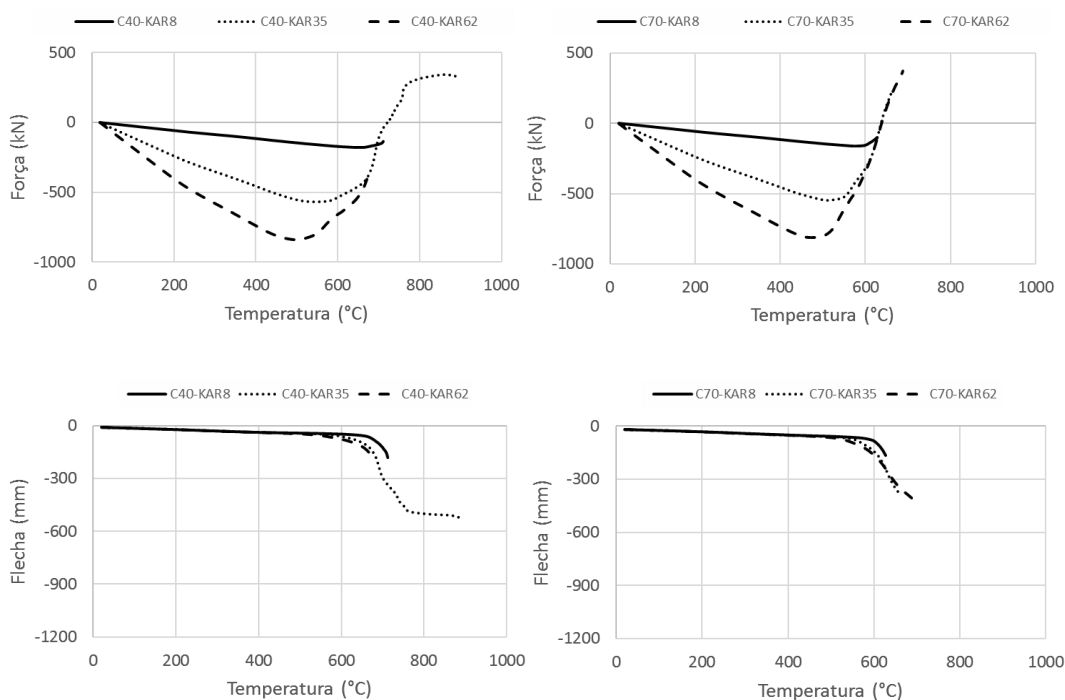 C40-KAR8 C40-KAR35 C40-KAR62
500
0
-500
-1000
Força (kN)
0 200 400 600 800 1000
Temperatura (°C)
C70-KAR8 C70-KAR35 C70-KAR62
500
0
-500
-1000
Força (kN)
0 200 400 600 800 1000
Temperatura (°C)
C40-KAR8 C40-KAR35 C40-KAR62
0
-300
-600
-900
-1200
Flecha (mm)
0 200 400 600 800 1000
Temperatura (°C)
C70-KAR8 C70-KAR35 C70-KAR62
0
-300
-600
-900
-1200
Flecha (mm)
0 200 400 600 800 1000
Temperatura (°C)